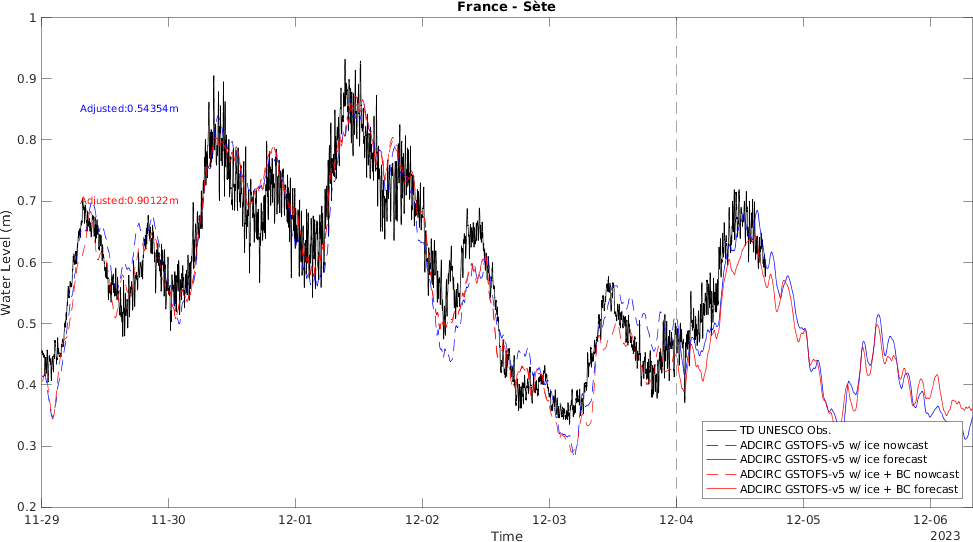 France - Sète
1
0.9
0.8
0.7
0.6
0.5
0.4
0.3
0.2
Water Level (m)
Adjusted:0.54354m
Adjusted:0.90122m
TD UNESCO Obs.
ADCIRC GSTOFS-v5 w/ ice nowcast
ADCIRC GSTOFS-v5 w/ ice forecast
ADCIRC GSTOFS-v5 w/ ice + BC nowcast
ADCIRC GSTOFS-v5 w/ ice + BC forecast
11-29 11-30 12-01 12-02 12-03 12-04 12-05 12-06
Time
2023